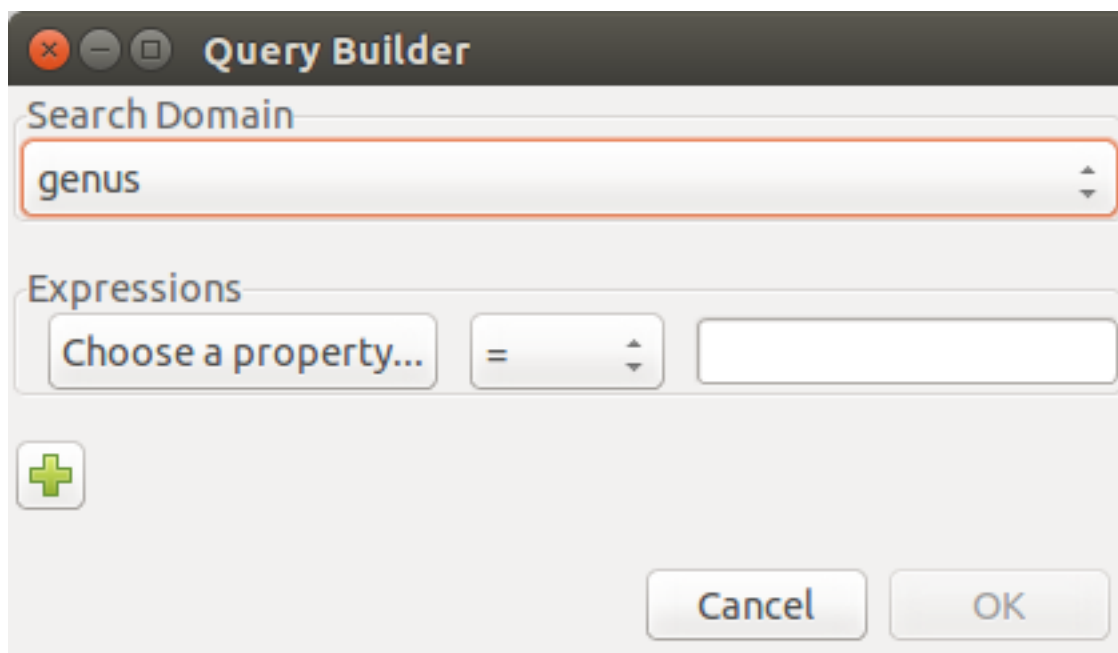 Query Builder
Search Domain
genus
Expressions
Choose a property... =
Cancel OK